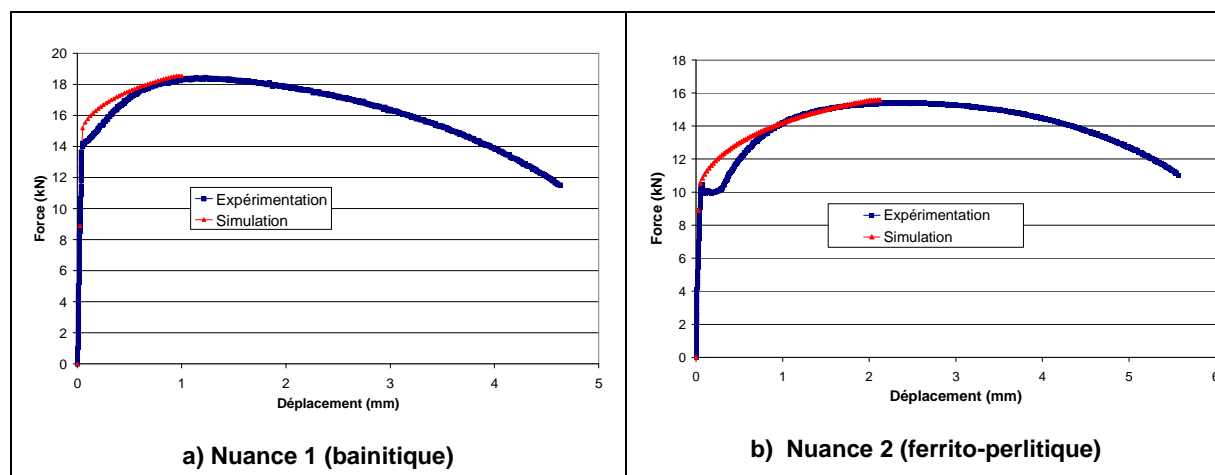 20
18
16
14
12
10
8
6
4
2
0
Force (kN)
Expérimentation
Simulation
0 1 2 3 4 5
Déplacement (mm)
a) Nuance 1 (bainitique)
18
16
14
12
10
8
6
4
2
0
Force (kN)
Expérimentation
Simulation
0 1 2 3 4 5 6
Déplacement (mm)
b) Nuance 2 (ferrito-perlitique)